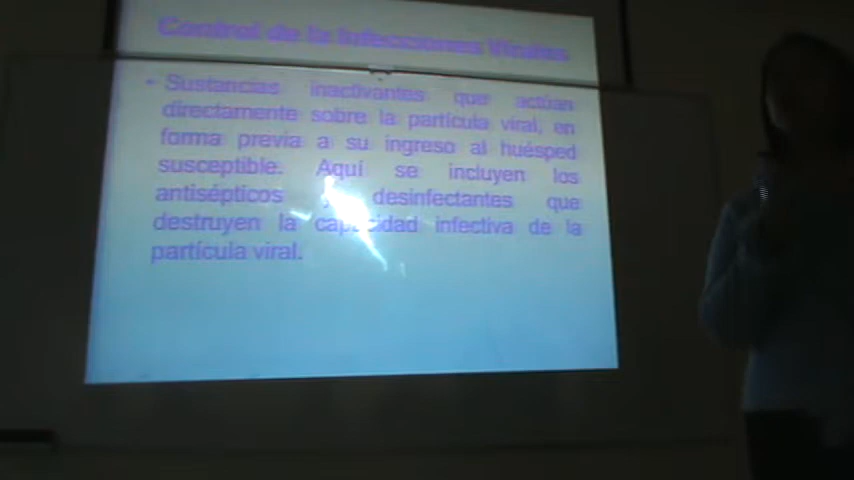 Control de la Infecciones Virales
- Sustancias inactivantes que actúan
directamente sobre la partícula viral, en
forma previa a su ingreso al huésped
susceptible. Aquí se incluyen los
antisépticos y desinfectantes que
destruyen la capacidad infectiva de la
partícula viral.